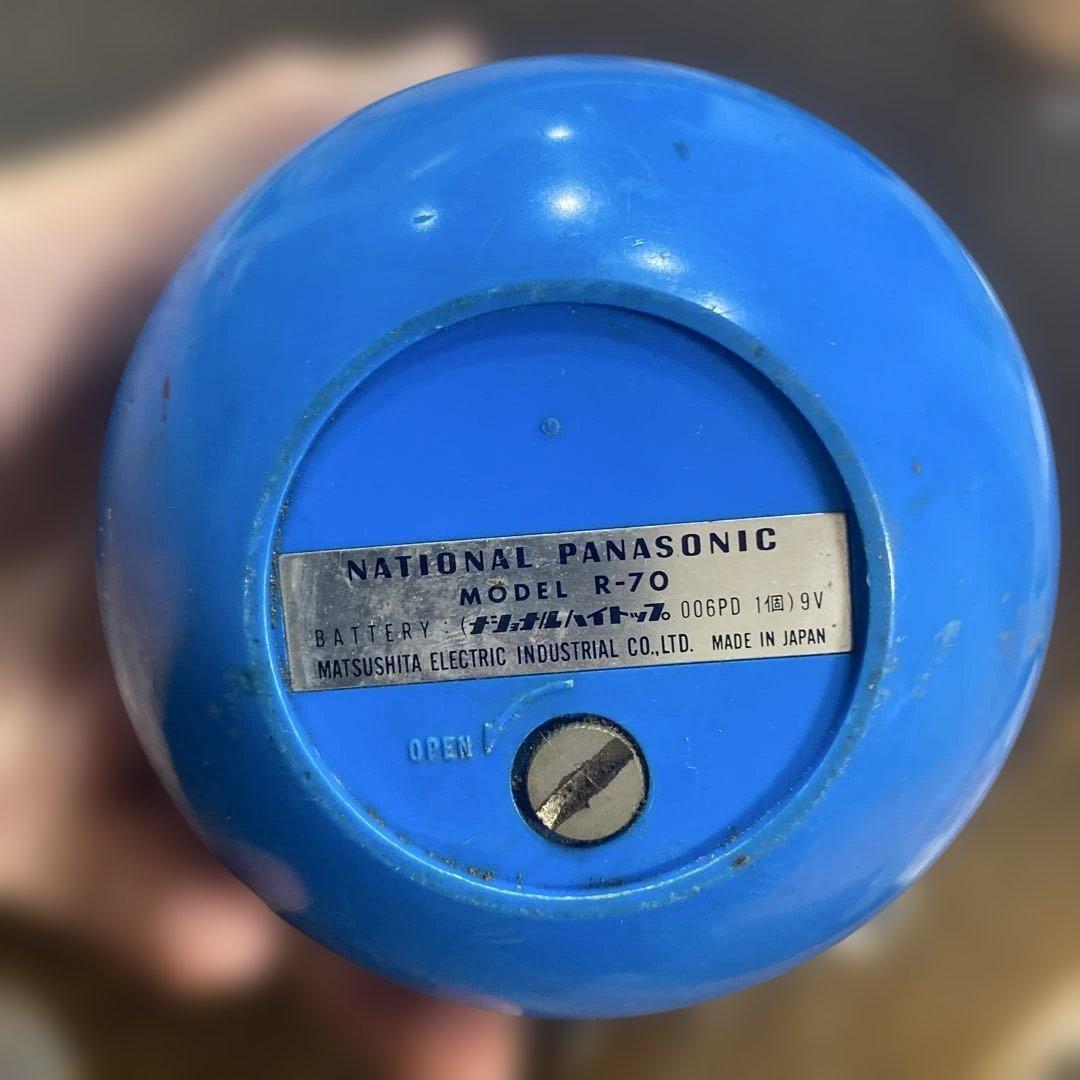 NATIONAL PANASONIC
MODEL R-70
BATTERY : (ナショナルハイトップ 006PD 1個) 9V
MATSUSHITA ELECTRIC INDUSTRIAL CO.,LTD. MADE IN JAPAN
OPEN